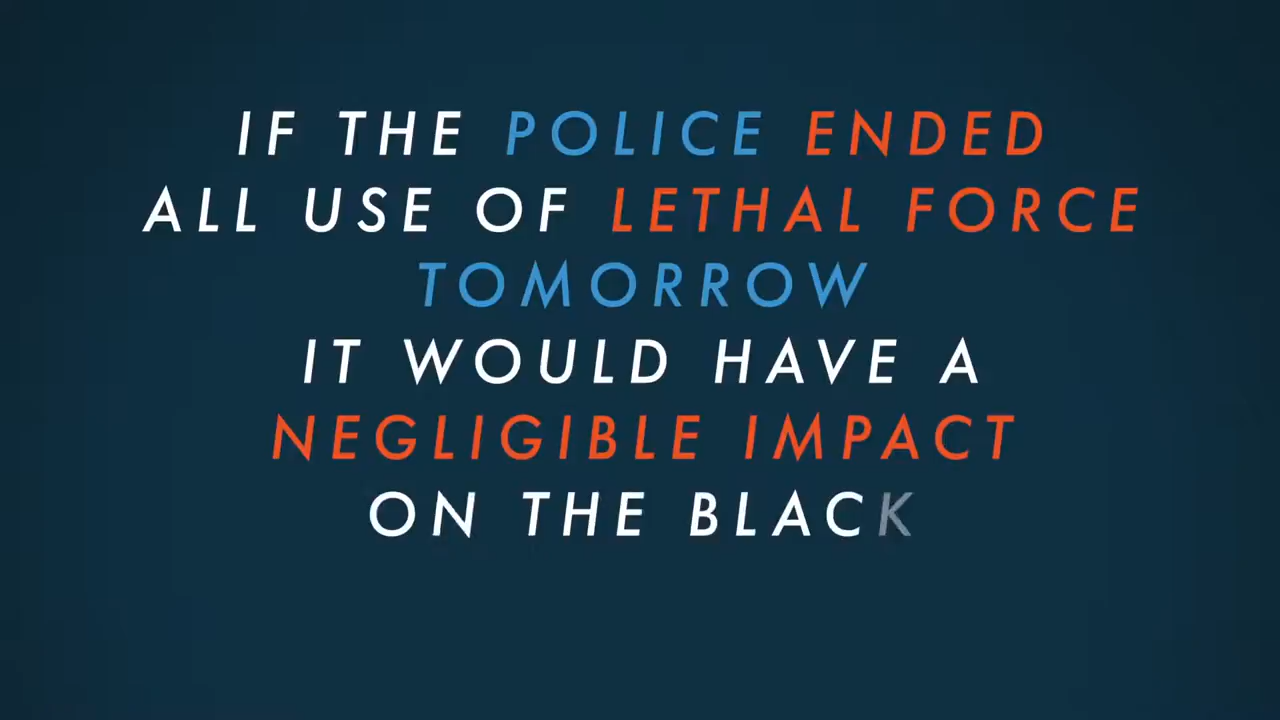 IF THE POLICE ENDED
ALL USE OF LETHAL FORCE
TOMORROW
IT WOULD HAVE A
NEGLIGIBLE IMPACT
ON THE BLACK